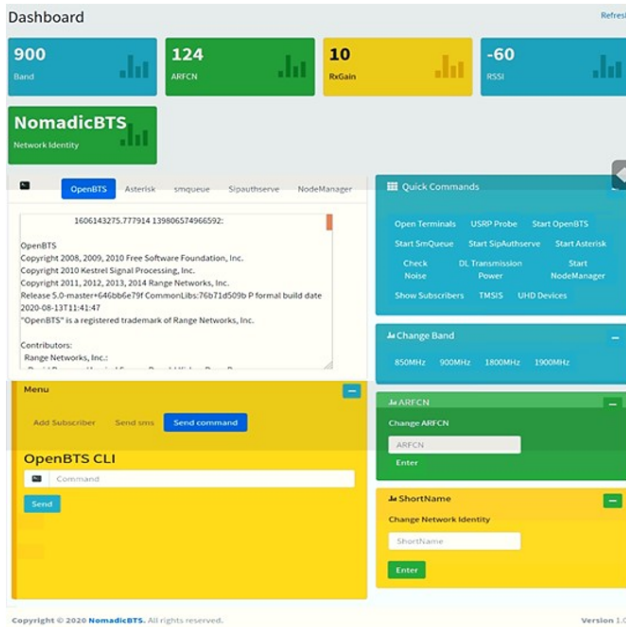 Dashboard
Refres
900
Band
124
ARFCN
10
RxGain
-60
RSSI
NomadicBTS
Network Identity
OpenBTS Asterisk smqueue Sipauthserve NodeManager
1606143275.777914 139806574966592:
OpenBTS
Copyright 2008, 2009, 2010 Free Software Foundation, Inc.
Copyright 2010 Kestrel Signal Processing, Inc.
Copyright 2011, 2012, 2013, 2014 Range Networks, Inc.
Release 5.0-master+646bb6e79f CommonLibs:76b71d509b P formal build date
2020-08-13T11:41:47
"OpenBTS" is a registered trademark of Range Networks, Inc.
Contributors:
Range Networks, Inc.:
Menu
Add Subscriber Send sms Send command
OpenBTS CLI
Command
Send
Quick Commands
Open Terminals USRP Probe Start OpenBTS
Start SmQueue Start SipAuthserve Start Asterisk
Check Noise DL Transmission Power Start NodeManager
Show Subscribers TMSIS UHD Devices
Change Band
850MHz 900MHz 1800MHz 1900MHz
ARFCN
Change ARFCN
ARFCN
Enter
ShortName
Change Network Identity
ShortName
Enter
Copyright © 2020 NomadicBTS. All rights reserved.
Version 1.0